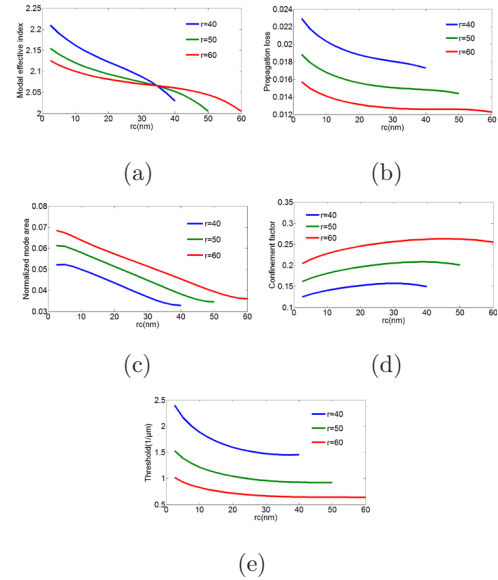 2.25
2.2
2.15
2.1
2.05
2
Modal effective index
r=40
r=50
r=60
0 10 20 30 40 50 60
rc(nm)
(a)
0.024
0.022
0.02
0.018
0.016
0.014
0.012
Propagation loss
r=40
r=50
r=60
0 10 20 30 40 50 60
rc(nm)
(b)
0.08
0.07
0.06
0.05
0.04
0.03
Normalized mode area
r=40
r=50
r=60
0 10 20 30 40 50 60
rc(nm)
(c)
0.35
0.3
0.25
0.2
0.15
0.1
Confinement factor
r=40
r=50
r=60
0 10 20 30 40 50 60
rc(nm)
(d)
2.5
2
1.5
1
0.5
Threshold(1/μm)
r=40
r=50
r=60
0 10 20 30 40 50 60
rc(nm)
(e)